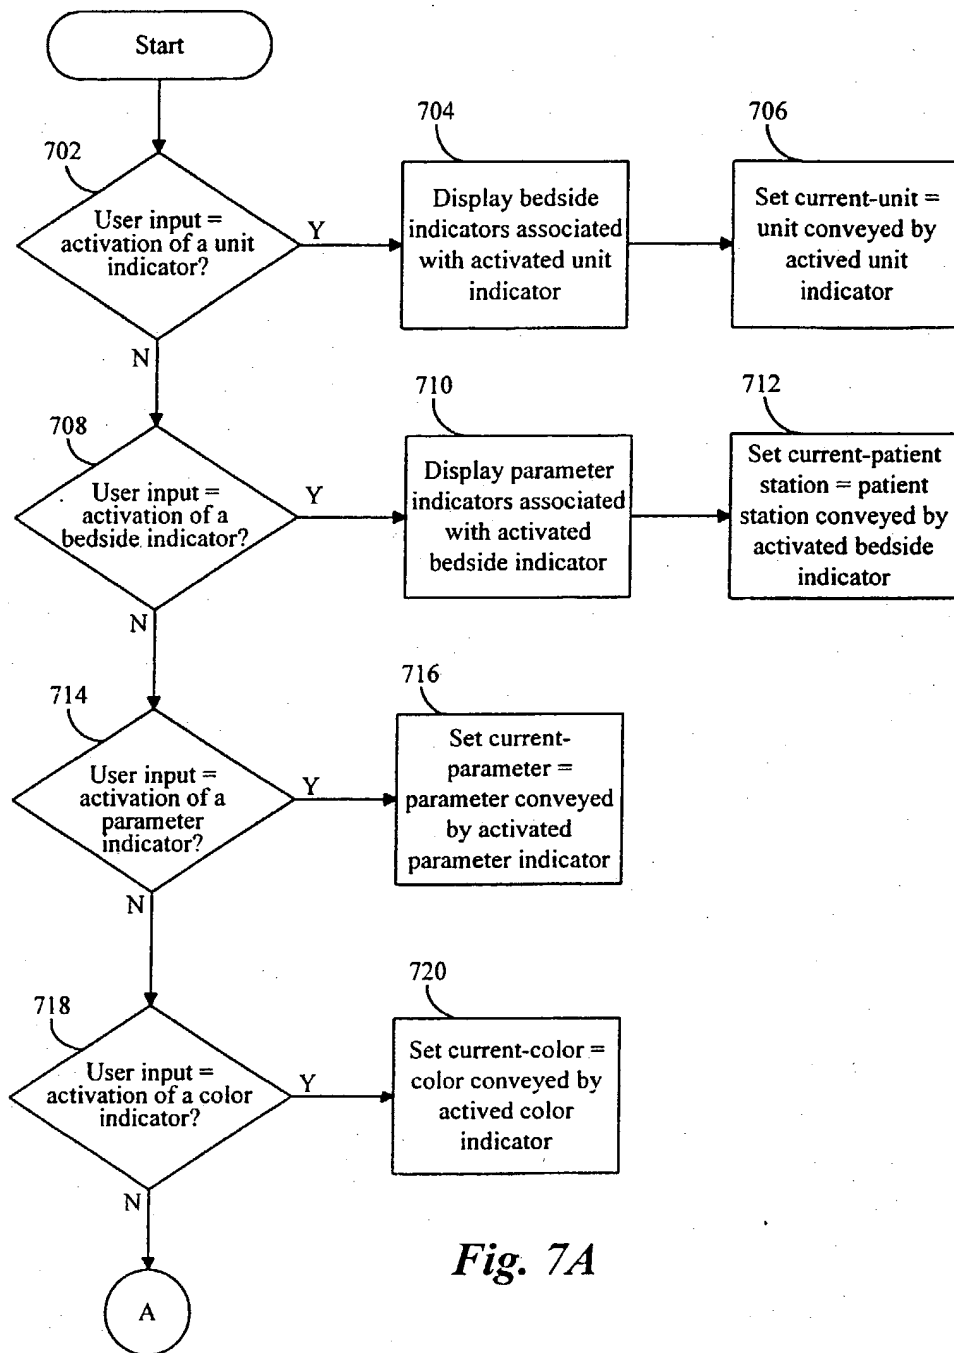 Start
702
User input =
activation of a unit
indicator?
Y
N
704
Display bedside
indicators associated
with activated unit
indicator
706
Set current-unit =
unit conveyed by
actived unit
indicator
708
User input =
activation of a
bedside indicator?
Y
N
710
Display parameter
indicators associated
with activated
bedside indicator
712
Set current-patient
station = patient
station conveyed by
activated bedside
indicator
714
User input =
activation of a
parameter
indicator?
Y
N
716
Set current-
parameter =
parameter conveyed
by activated
parameter indicator
718
User input =
activation of a color
indicator?
Y
N
720
Set current-color =
color conveyed by
actived color
indicator
A
Fig. 7A